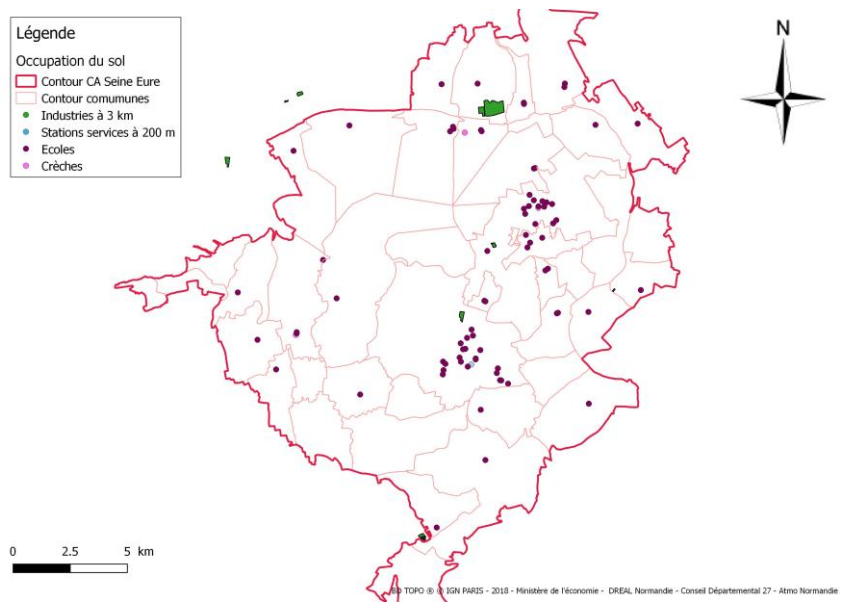 Légende
Occupation du sol
Contour CA Seine Eure
Contour comumunes
Industries à 3 km
Stations services à 200 m
Ecoles
Crèches
N
0 2.5 5 km
BD TOPO ® © IGN PARIS - 2018 - Ministère de l'économie - DREAL Normandie - Conseil Départemental 27 - Atmo Normandie